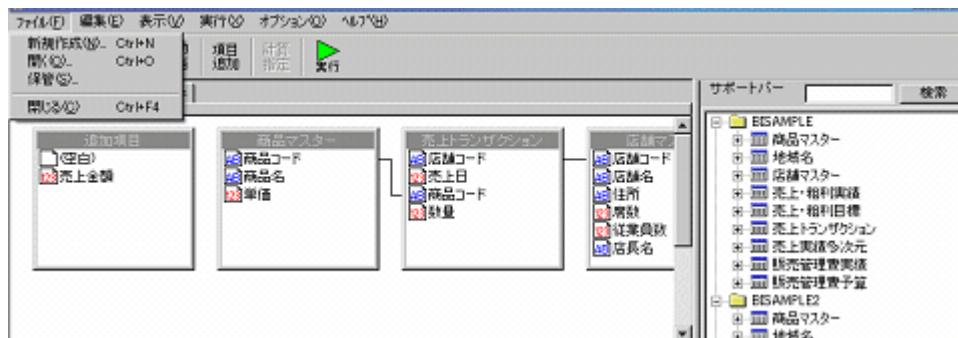 ファイル(F) 編集(E) 表示(V) 実行(X) オプション(O) ヘルプ(H)
新規作成(N)... Ctrl+N
開く(O)... Ctrl+O
保管(S)...
閉じる(C) Ctrl+F4
項目
追加
計算
指定
実行
サポートバー
検索
追加項目
(空白)
売上金額
商品マスター
商品コード
商品名
単価
売上トランザクション
店舗コード
売上日
商品コード
数量
店舗マス
店舗コード
店舗名
住所
席数
従業員数
店長名
BISAMPLE
商品マスター
地域名
店舗マスター
売上・粗利実績
売上・粗利目標
売上トランザクション
売上実績多次元
販売管理費実績
販売管理費予算
BISAMPLE2
商品マスター
地域名